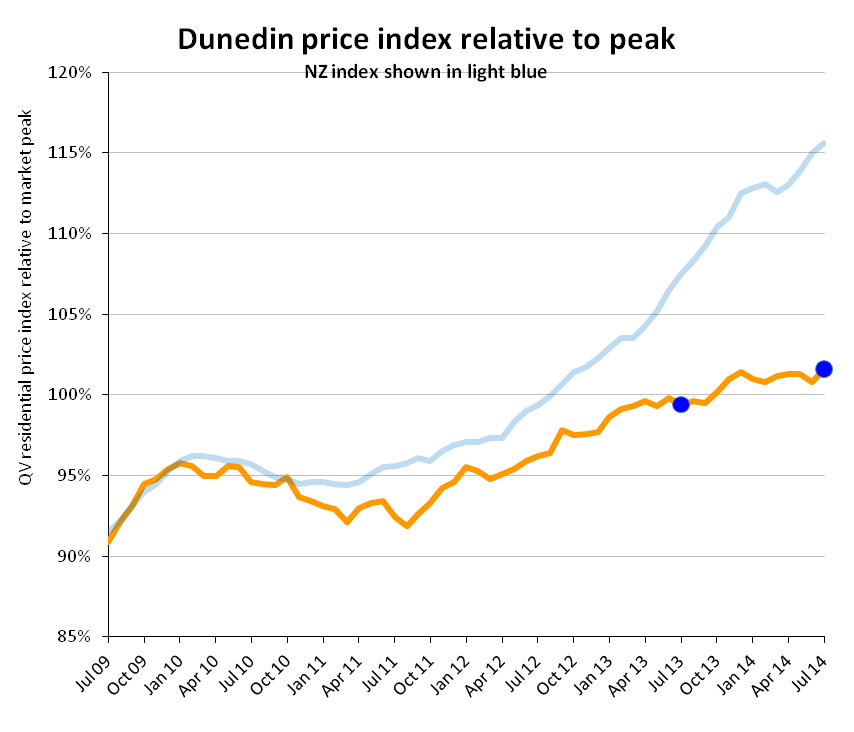 Dunedin price index relative to peak
NZ index shown in light blue
QV residential price index relative to market peak
120%
115%
110%
105%
100%
95%
90%
85%
Jul 09
Oct 09
Jan 10
Apr 10
Jul 10
Oct 10
Jan 11
Apr 11
Jul 11
Oct 11
Jan 12
Apr 12
Jul 12
Oct 12
Jan 13
Apr 13
Jul 13
Oct 13
Jan 14
Apr 14
Jul 14